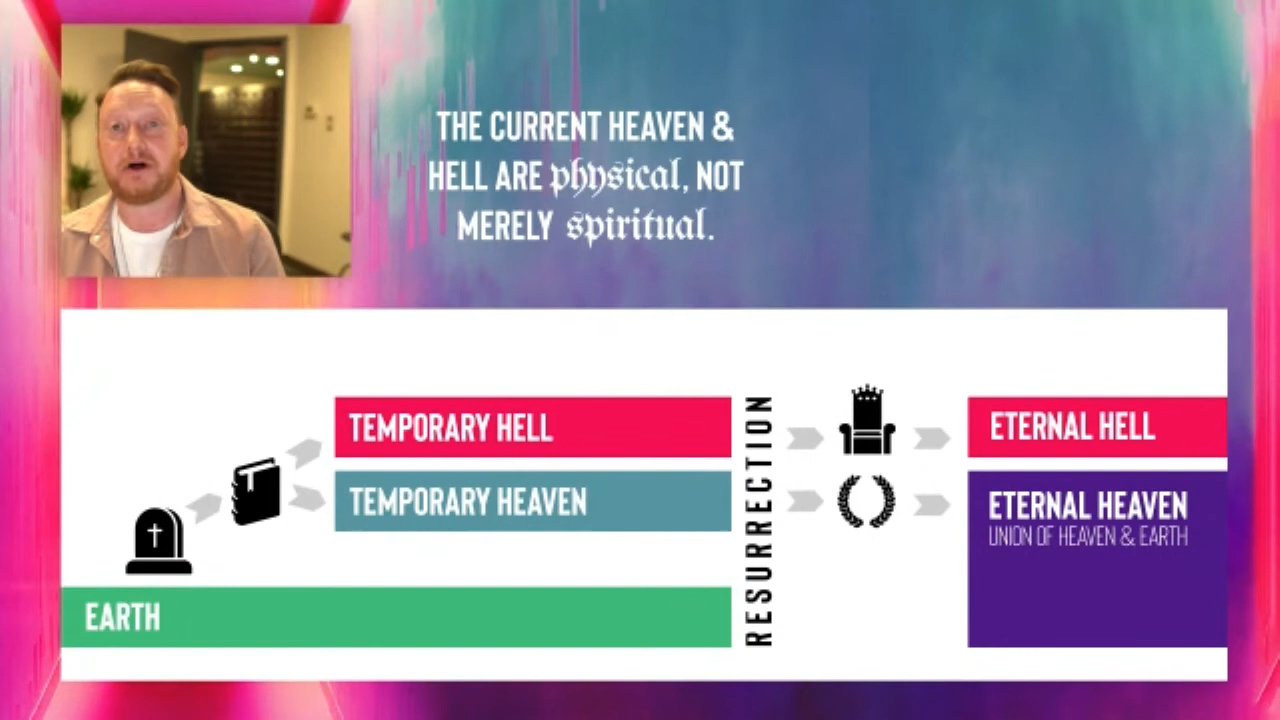 THE CURRENT HEAVEN &
HELL ARE physical, NOT
MERELY spiritual.
TEMPORARY HELL
TEMPORARY HEAVEN
EARTH
RESURRECTION
ETERNAL HELL
ETERNAL HEAVEN
UNION OF HEAVEN & EARTH